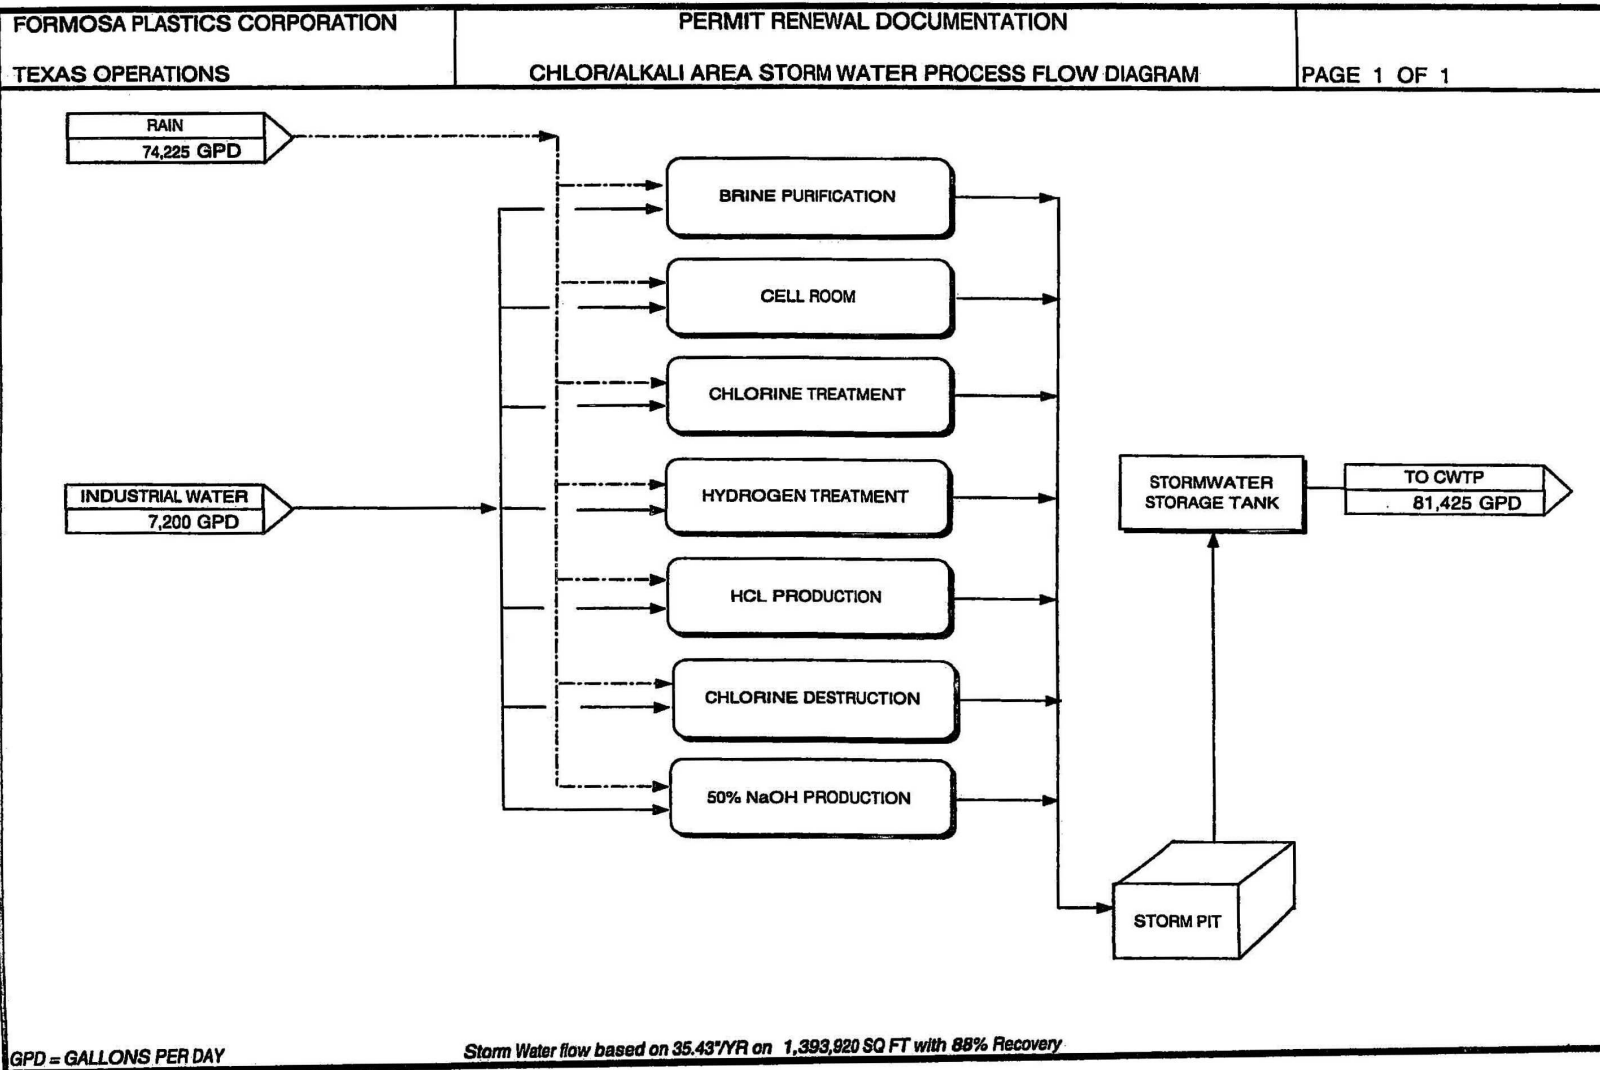 FORMOSA PLASTICS CORPORATION
PERMIT RENEWAL DOCUMENTATION
TEXAS OPERATIONS
CHLOR/ALKALI AREA STORM WATER PROCESS FLOW DIAGRAM
PAGE 1 OF 1
RAIN
74,225 GPD
BRINE PURIFICATION
CELL ROOM
CHLORINE TREATMENT
INDUSTRIAL WATER
7,200 GPD
HYDROGEN TREATMENT
STORMWATER
STORAGE TANK
TO CWTP
81,425 GPD
HCL PRODUCTION
CHLORINE DESTRUCTION
50% NaOH PRODUCTION
STORM PIT
GPD = GALLONS PER DAY
Storm Water flow based on 35.43"/YR on 1,393,920 SQ FT with 88% Recovery